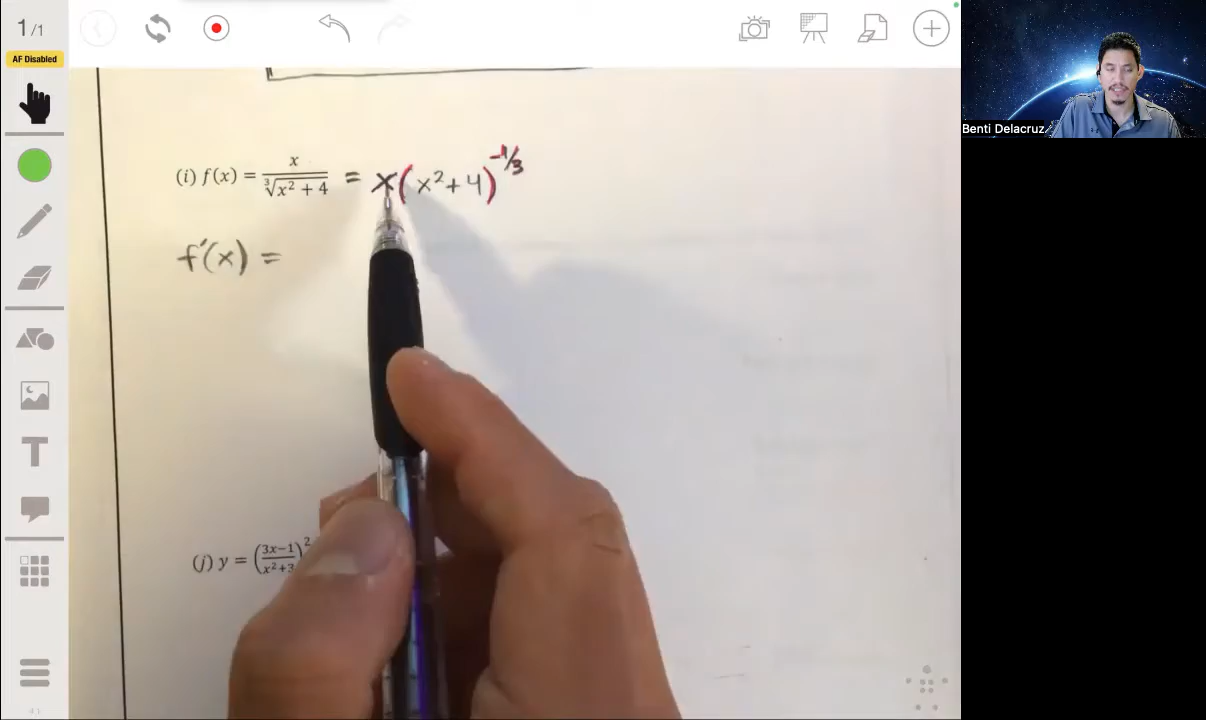 1/1
AF Disabled
Benti Delacruz
(i) f(x) = x / ∛(x² + 4) = x(x²+4)^-1/3
f'(x) =
(j) y = (3x−1 / x²+3)²
T